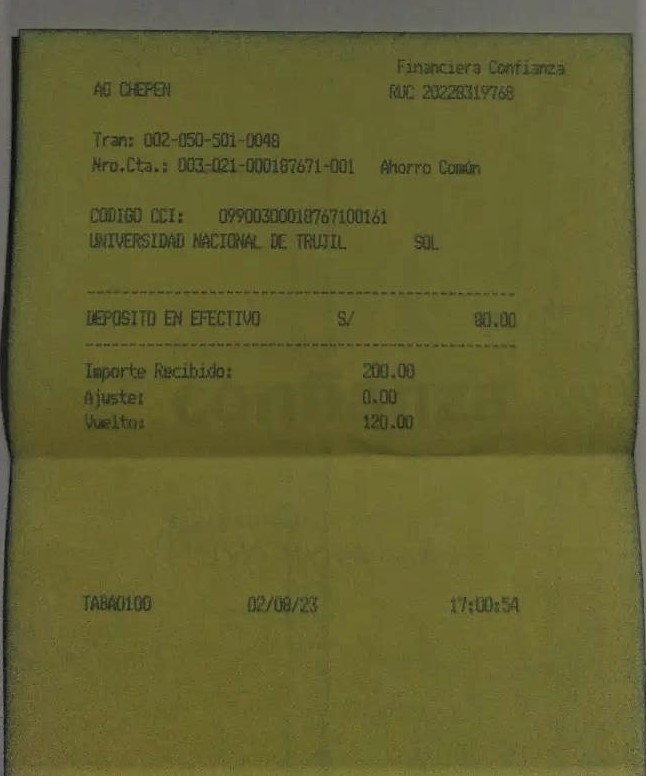 Financiera Confianza
AG CHEPEN RUC 20228319768
Tran: 002-050-501-0048
Nro.Cta.: 003-021-000187671-001 Ahorro Común
CODIGO CCI: 09900300018767100161
UNIVERSIDAD NACIONAL DE TRUJIL SOL
DEPOSITO EN EFECTIVO S/ 80.00
Importe Recibido: 200.00
Ajuste: 0.00
Vuelto: 120.00
confianza
TABA0100 02/08/23 17:00:54